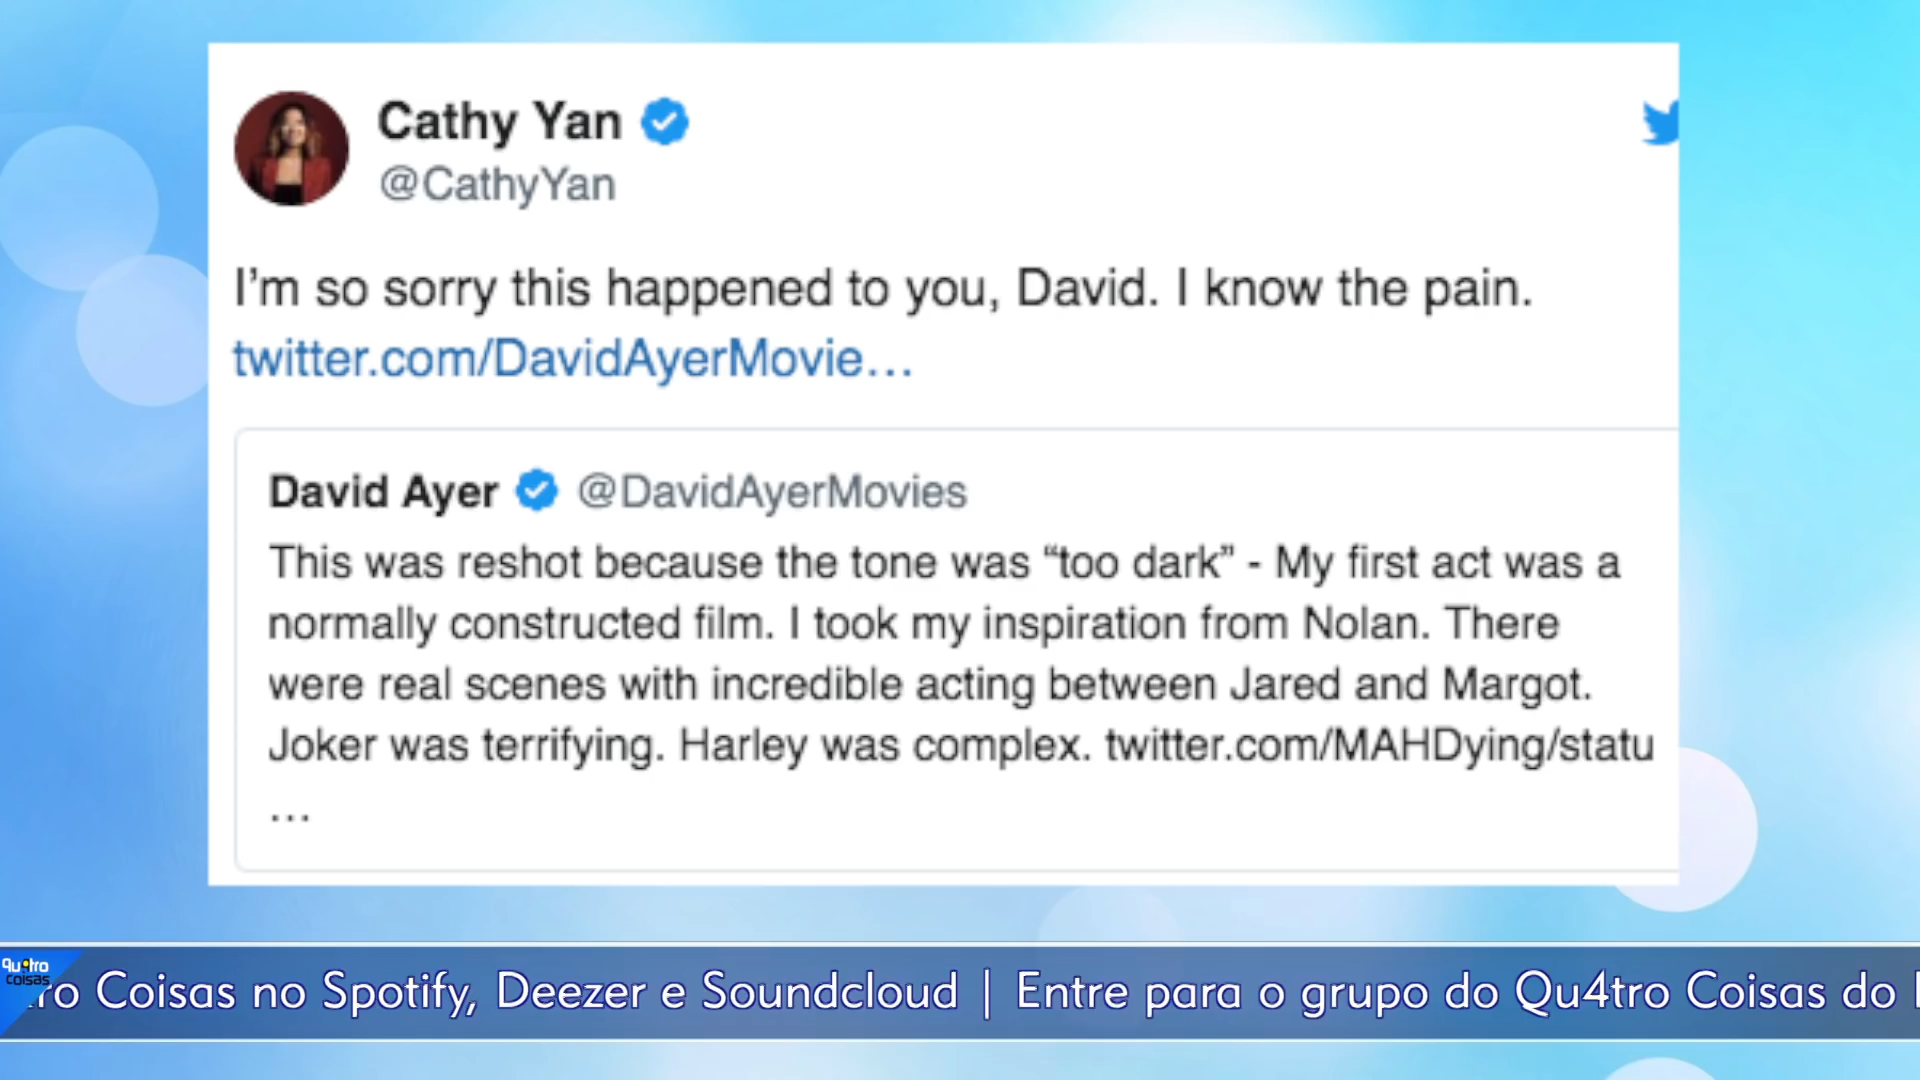 Cathy Yan
@CathyYan
I’m so sorry this happened to you, David. I know the pain.
twitter.com/DavidAyerMovie…
David Ayer @DavidAyerMovies
This was reshot because the tone was “too dark” - My first act was a
normally constructed film. I took my inspiration from Nolan. There
were real scenes with incredible acting between Jared and Margot.
Joker was terrifying. Harley was complex. twitter.com/MAHDying/statu
…
qu4tro
coisas
ro Coisas no Spotify, Deezer e Soundcloud | Entre para o grupo do Qu4tro Coisas do